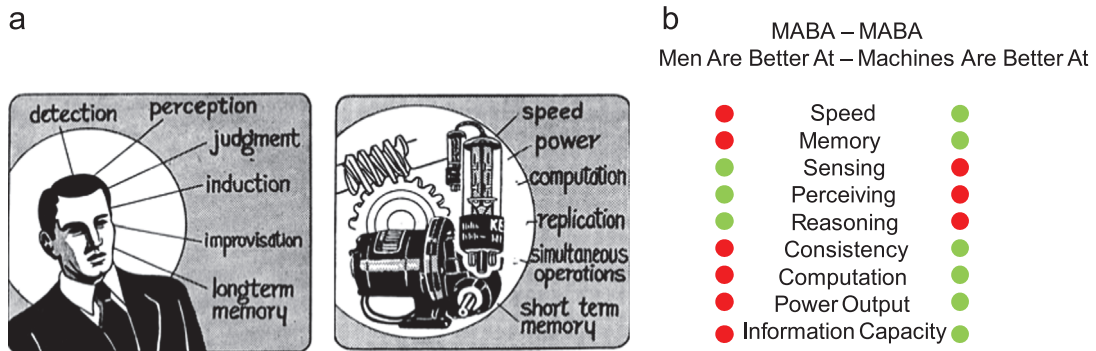 a
detection
perception
judgment
induction
improvisation
longterm
memory
speed
power
computation
replication
simultaneous
operations
short term
memory
b
MABA – MABA
Men Are Better At – Machines Are Better At
Speed
Memory
Sensing
Perceiving
Reasoning
Consistency
Computation
Power Output
Information Capacity